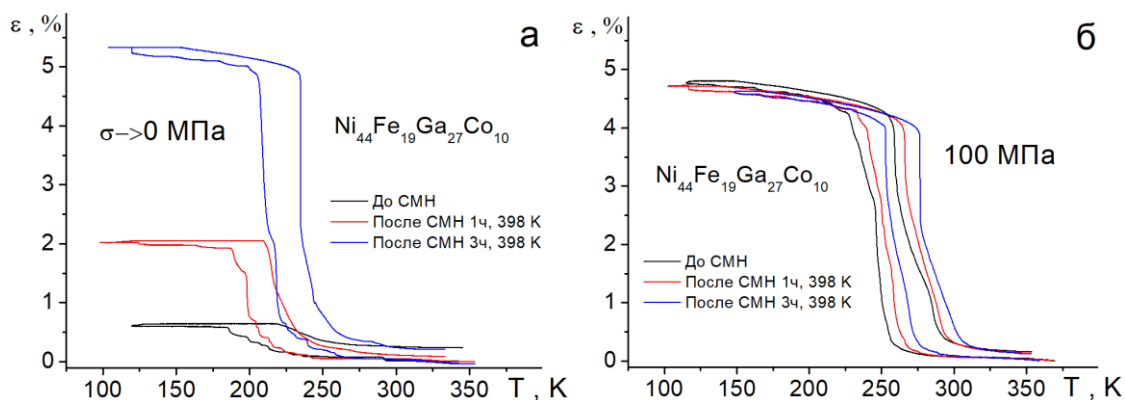 ε , %
а
5
σ−>0 МПа
Ni44Fe19Ga27Co10
4
До СМН
После СМН 1ч, 398 K
После СМН 3ч, 398 K
3
2
1
0
100 150 200 250 300 350
T , K
ε , %
б
5
4
100 МПа
Ni44Fe19Ga27Co10
3
До СМН
После СМН 1ч, 398 K
После СМН 3ч, 398 K
2
1
0
100 150 200 250 300 350
T , K